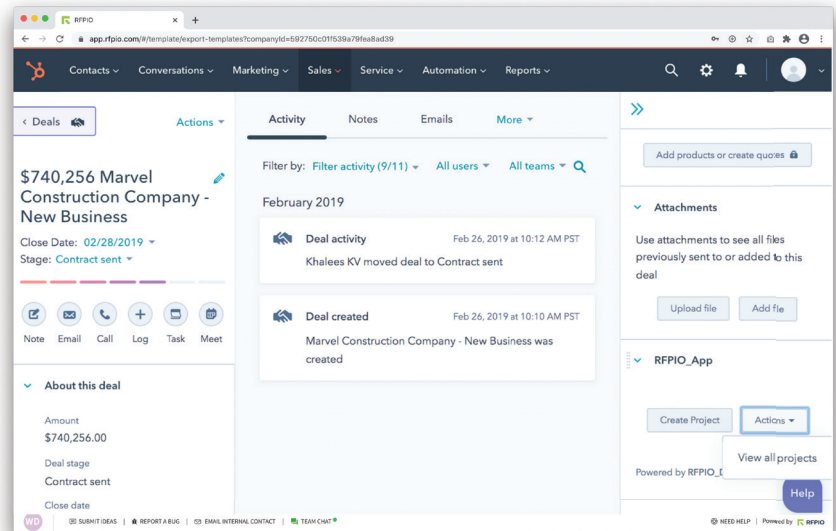 RFPIO
app.rfpio.com/#/template/export-templates?companyId=592750c01f539a79fea8ad39
Contacts
Conversations
Marketing
Sales
Service
Automation
Reports
Deals
Actions
$740,256 Marvel
Construction Company -
New Business
Close Date: 02/28/2019
Stage: Contract sent
Note Email Call Log Task Meet
About this deal
Amount
$740,256.00
Deal stage
Contract sent
Close date
Activity
Notes
Emails
More
Filter by: Filter activity (9/11) All users All teams
February 2019
Deal activity Feb 26, 2019 at 10:12 AM PST
Khalees KV moved deal to Contract sent
Deal created Feb 26, 2019 at 10:10 AM PST
Marvel Construction Company - New Business was
created
Add products or create quotes
Attachments
Use attachments to see all files
previously sent to or added to this
deal
Upload file
Add file
RFPIO_App
Create Project
Actions
View all projects
Powered by RFPIO_
Help
WD
SUBMIT IDEAS | REPORT A BUG | EMAIL INTERNAL CONTACT | TEAM CHAT
NEED HELP | Powered by RFPIO